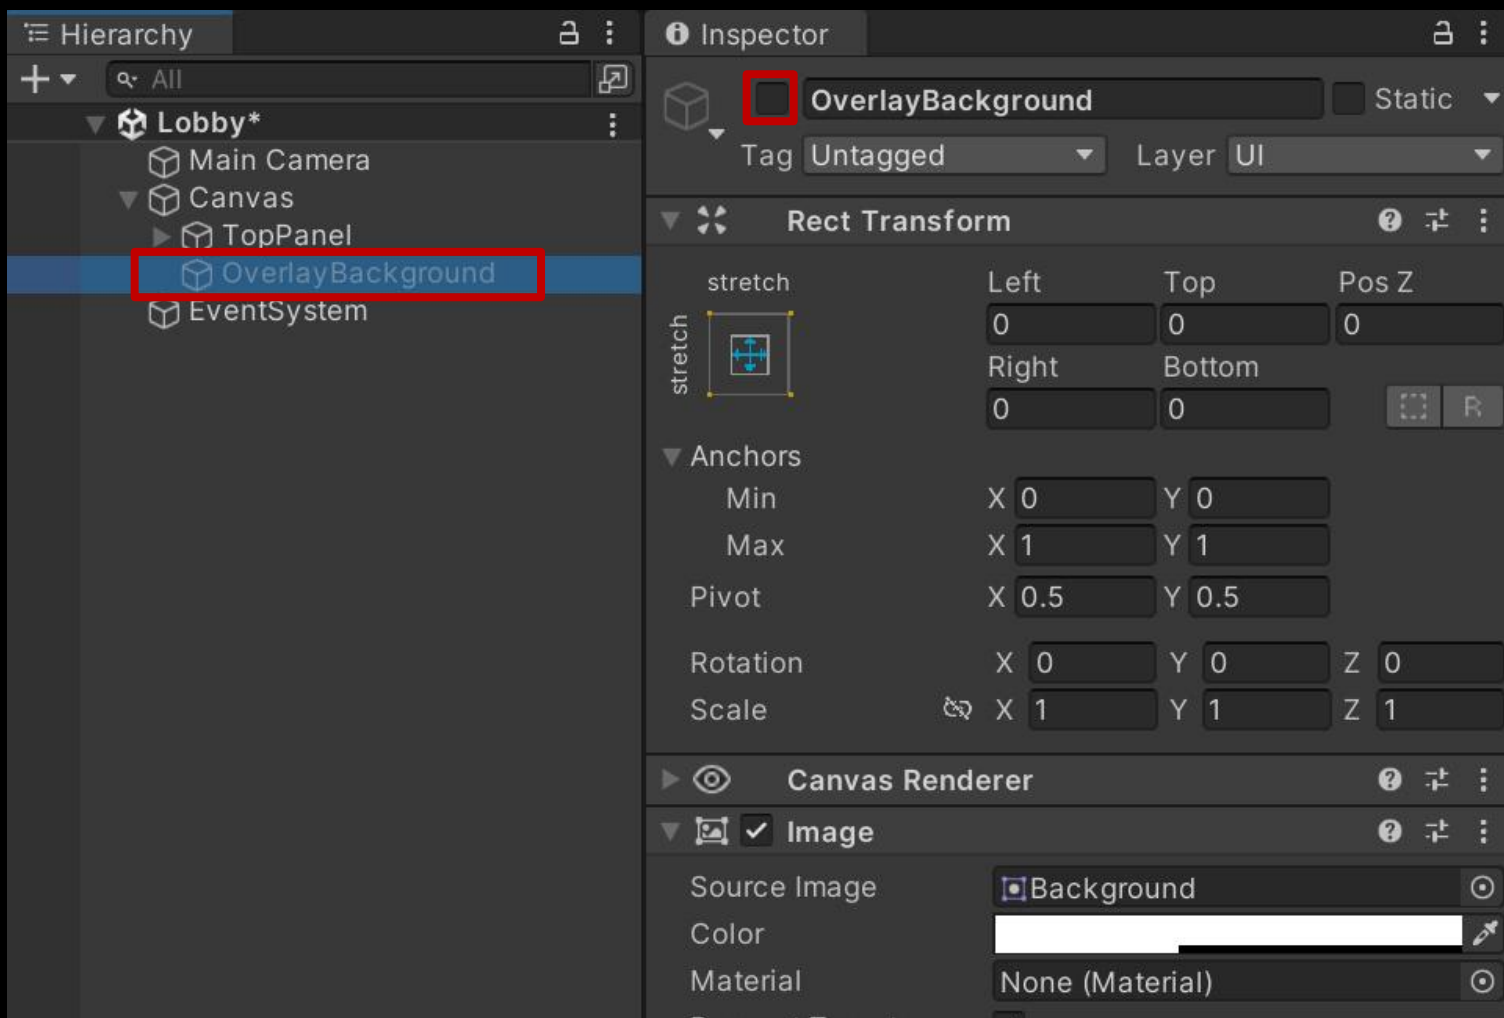 Hierarchy
All
Lobby*
Main Camera
Canvas
TopPanel
OverlayBackground
EventSystem
Inspector
OverlayBackground Static
Tag Untagged Layer UI
Rect Transform
stretch Left Top Pos Z
stretch
0 0 0
Right Bottom
0 0 R
Anchors
Min X 0 Y 0
Max X 1 Y 1
Pivot X 0.5 Y 0.5
Rotation X 0 Y 0 Z 0
Scale X 1 Y 1 Z 1
Canvas Renderer
Image
Source Image Background
Color
Material None (Material)